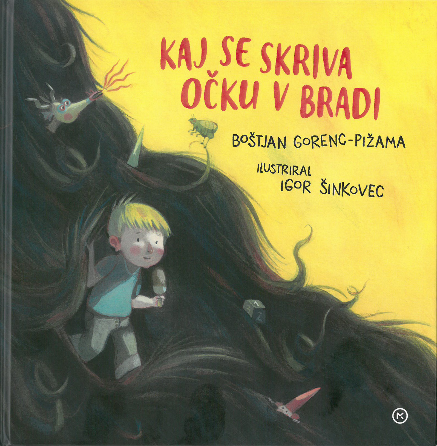 KAJ SE SKRIVA
OČKU V BRADI
BOŠTJAN GORENC-PIŽAMA
ILUSTRIRAL
IGOR ŠINKOVEC